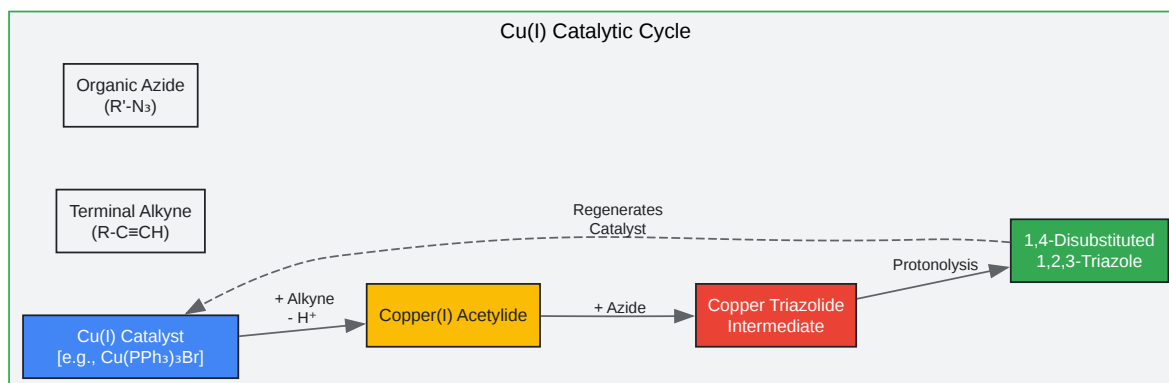 Cu(I) Catalytic Cycle
Organic Azide
(R'-N₃)
Terminal Alkyne
(R-C≡CH)
Regenerates
Catalyst
1,4-Disubstituted
1,2,3-Triazole
Protonolysis
+ Alkyne
- H⁺
Copper(I) Acetylide
+ Azide
Copper Triazolide
Intermediate
Cu(I) Catalyst
[e.g., Cu(PPh₃)₃Br]